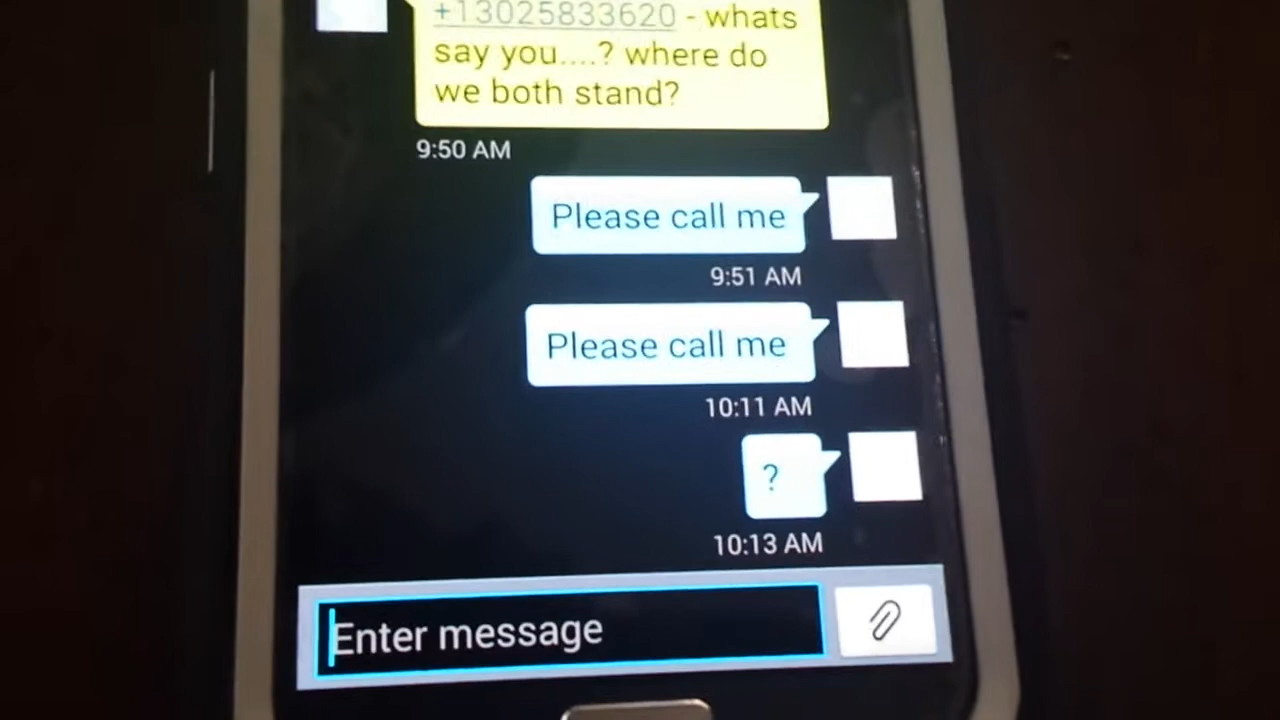 +13025833620 - whats
say you....? where do
we both stand?
9:50 AM
Please call me
9:51 AM
Please call me
10:11 AM
?
10:13 AM
Enter message